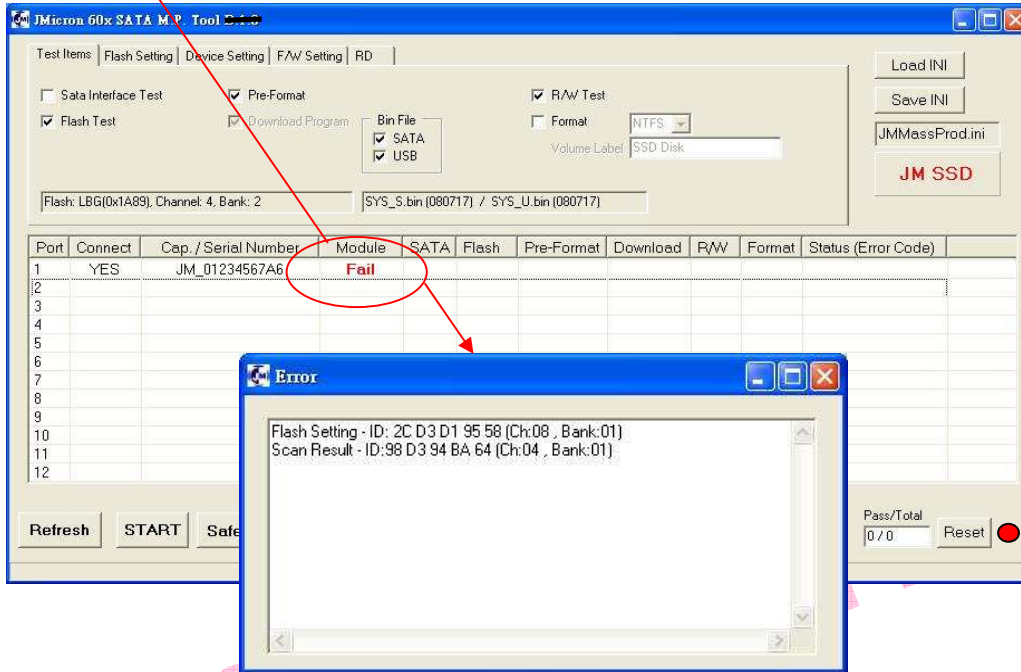 JMicron 60x SATA M.P. Tool
Test Items Flash Setting Device Setting F/W Setting RD
Load INI
Sata Interface Test Pre-Format R/W Test
Save INI
Flash Test Download Program Bin File Format NTFS
SATA
JMMassProd.ini
USB
Volume Label: SSD Disk
JM SSD
Flash: LBG(0x1A89), Channel: 4, Bank: 2 SYS_S.bin (080717) / SYS_U.bin (080717)
Port Connect Cap. / Serial Number Module SATA Flash Pre-Format Download R/W Format Status (Error Code)
1 YES JM_01234567A6 Fail
2
3
4
5
6
7
8
9
10
11
12
Error
Flash Setting - ID: 2C D3 D1 95 58 (Ch:08 , Bank:01)
Scan Result - ID:98 D3 94 BA 64 (Ch:04 , Bank:01)
Refresh START Safe
Pass/Total
0 / 0 Reset